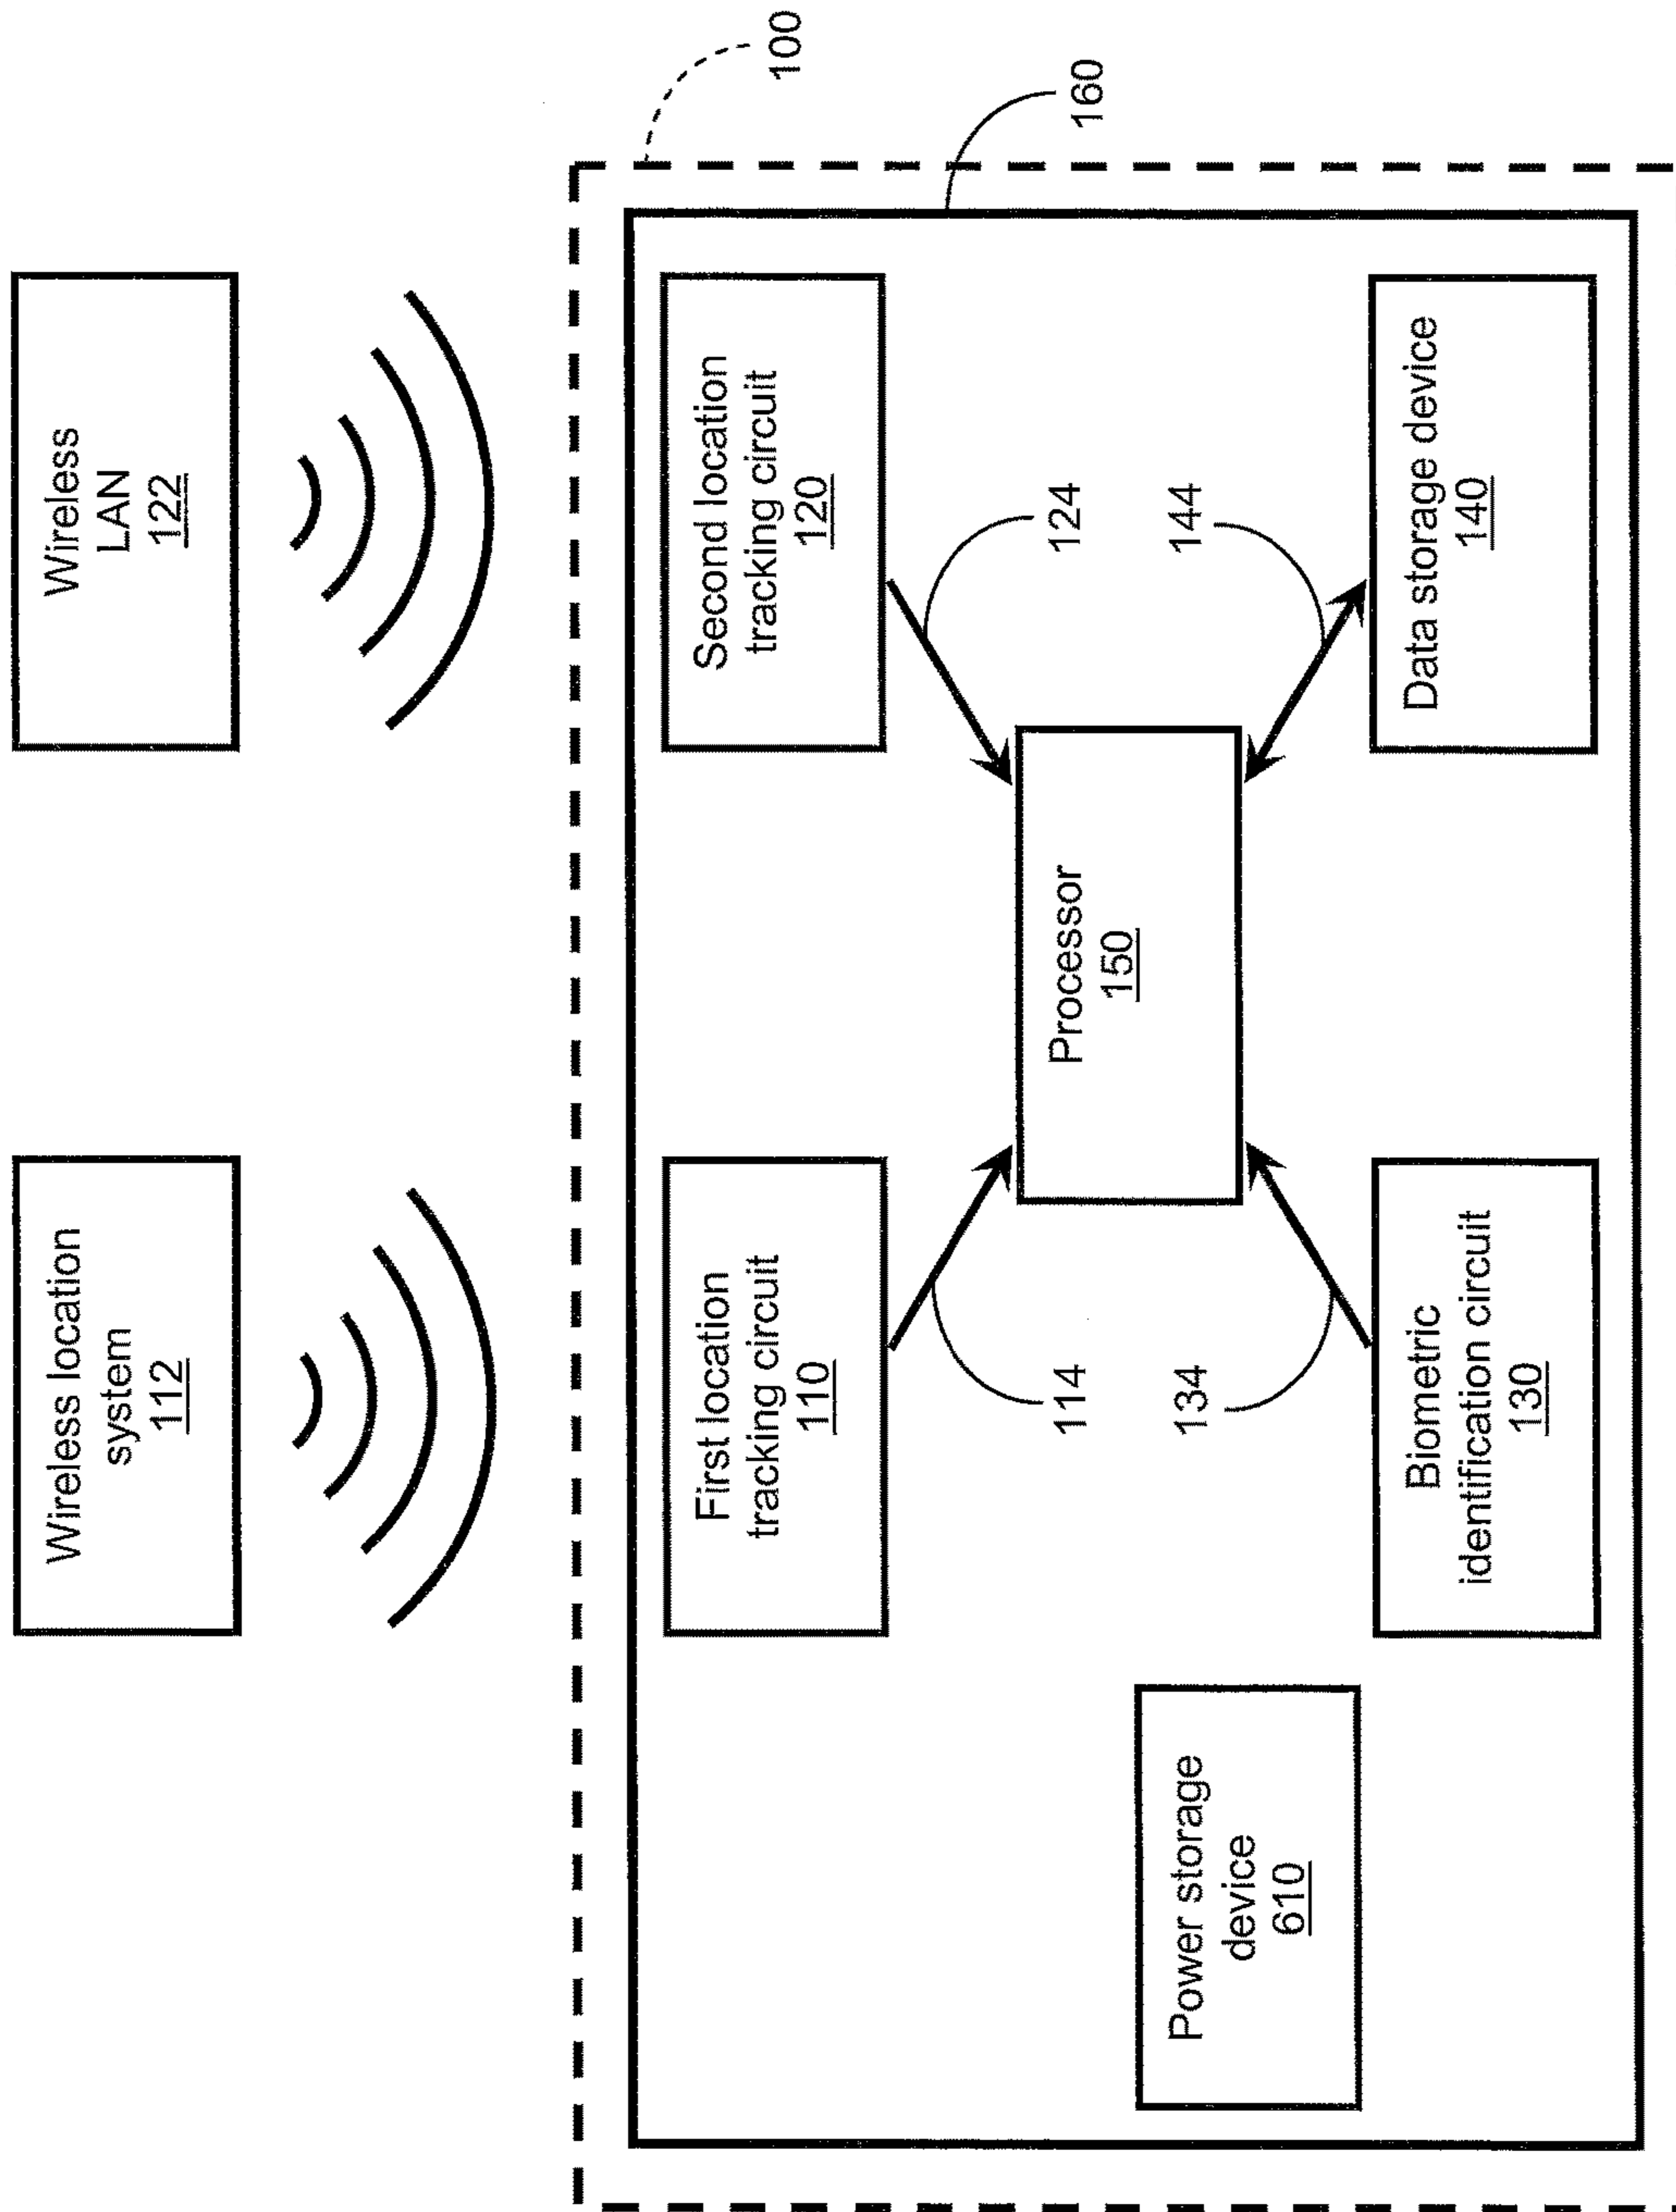 Wireless location
system
112
Wireless
LAN
122
100
160
First location
tracking circuit
110
Second location
tracking circuit
120
114
124
Processor
150
134
144
Power storage
device
610
Biometric
identification circuit
130
Data storage device
140